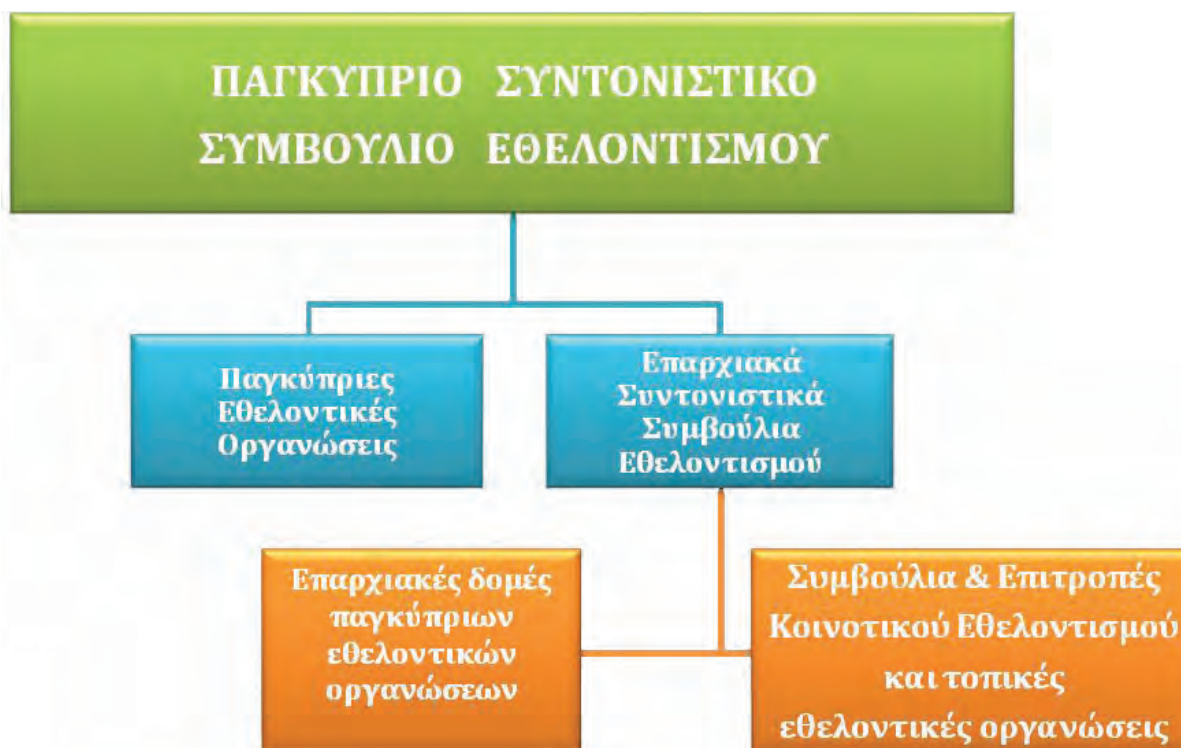 ΠΑΓΚΥΠΡΙΟ ΣΥΝΤΟΝΙΣΤΙΚΟ
ΣΥΜΒΟΥΛΙΟ ΕΘΕΛΟΝΤΙΣΜΟΥ
Παγκύπριες
Εθελοντικές
Οργανώσεις
Επαρχιακά
Συντονιστικά
Συμβούλια
Εθελοντισμού
Επαρχιακές δομές
παγκύπριων
εθελοντικών
οργανώσεων
Συμβούλια & Επιτροπές
Κοινοτικού Εθελοντισμού
και τοπικές
εθελοντικές οργανώσεις